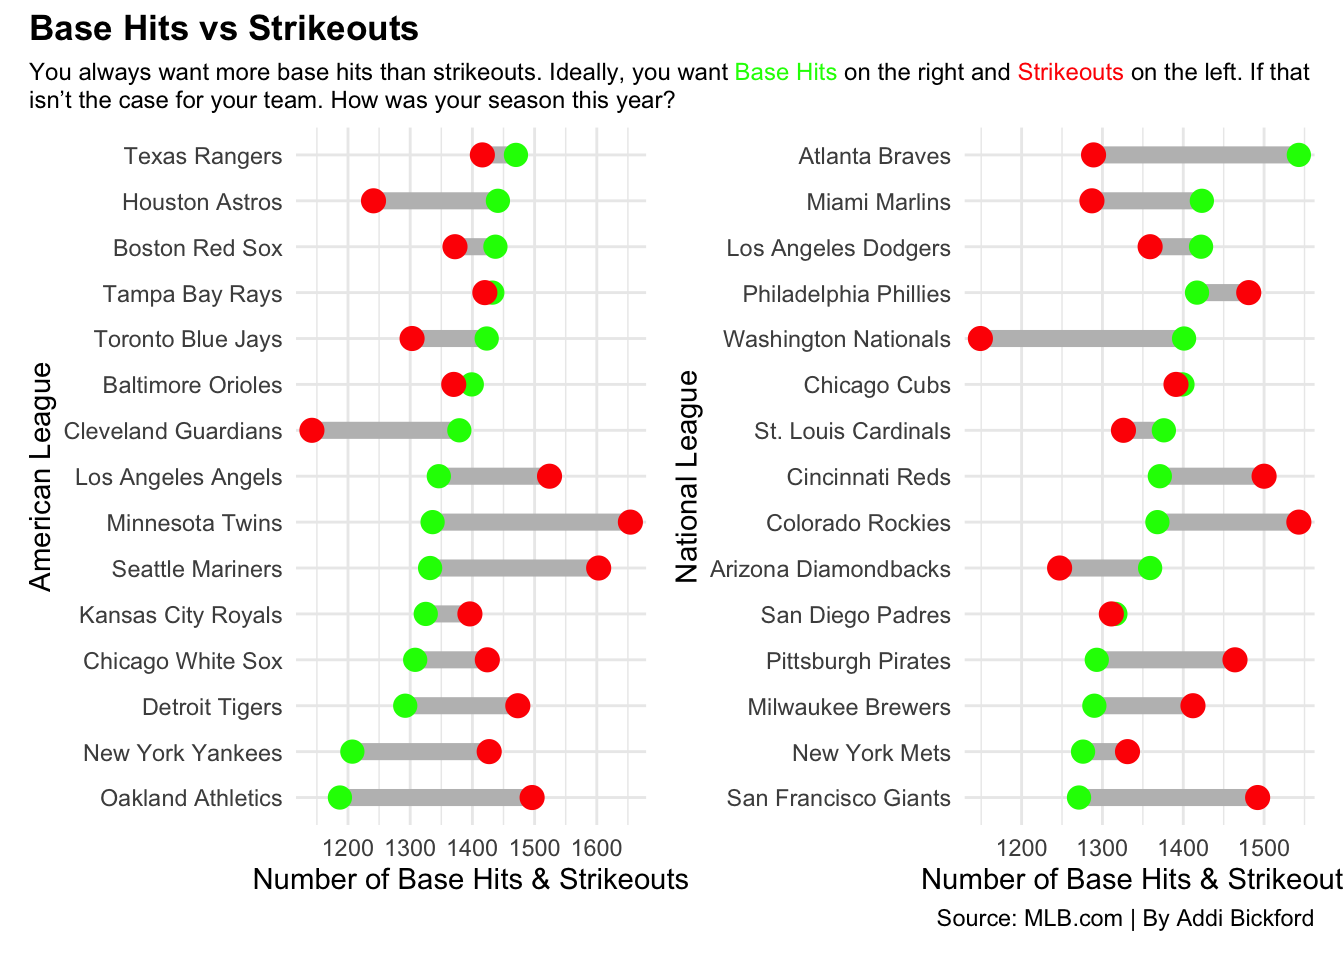 Base Hits vs Strikeouts
You always want more base hits than strikeouts. Ideally, you want Base Hits on the right and Strikeouts on the left. If that
isn’t the case for your team. How was your season this year?
American League
Texas Rangers
Houston Astros
Boston Red Sox
Tampa Bay Rays
Toronto Blue Jays
Baltimore Orioles
Cleveland Guardians
Los Angeles Angels
Minnesota Twins
Seattle Mariners
Kansas City Royals
Chicago White Sox
Detroit Tigers
New York Yankees
Oakland Athletics
1200 1300 1400 1500 1600
Number of Base Hits & Strikeouts
National League
Atlanta Braves
Miami Marlins
Los Angeles Dodgers
Philadelphia Phillies
Washington Nationals
Chicago Cubs
St. Louis Cardinals
Cincinnati Reds
Colorado Rockies
Arizona Diamondbacks
San Diego Padres
Pittsburgh Pirates
Milwaukee Brewers
New York Mets
San Francisco Giants
1200 1300 1400 1500
Number of Base Hits & Strikeout
Source: MLB.com | By Addi Bickford